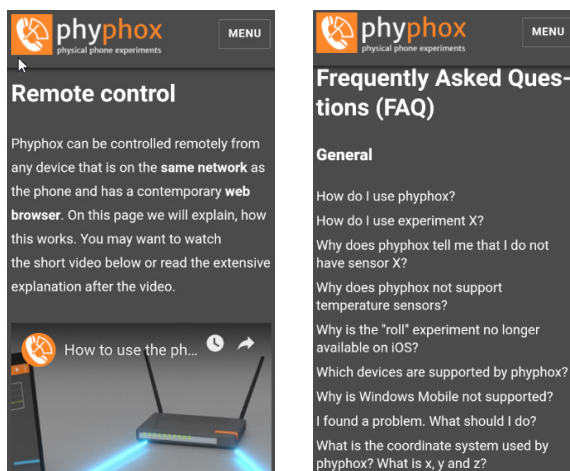 phyphox
physical phone experiments
MENU
Remote control
Phyphox can be controlled remotely from
any device that is on the same network as
the phone and has a contemporary web
browser. On this page we will explain, how
this works. You may want to watch
the short video below or read the extensive
explanation after the video.
How to use the ph...
phyphox
physical phone experiments
MENU
Frequently Asked Ques-
tions (FAQ)
General
How do I use phyphox?
How do I use experiment X?
Why does phyphox tell me that I do not
have sensor X?
Why does phyphox not support
temperature sensors?
Why is the "roll" experiment no longer
available on iOS?
Which devices are supported by phyphox?
Why is Windows Mobile not supported?
I found a problem. What should I do?
What is the coordinate system used by
phyphox? What is x, y and z?